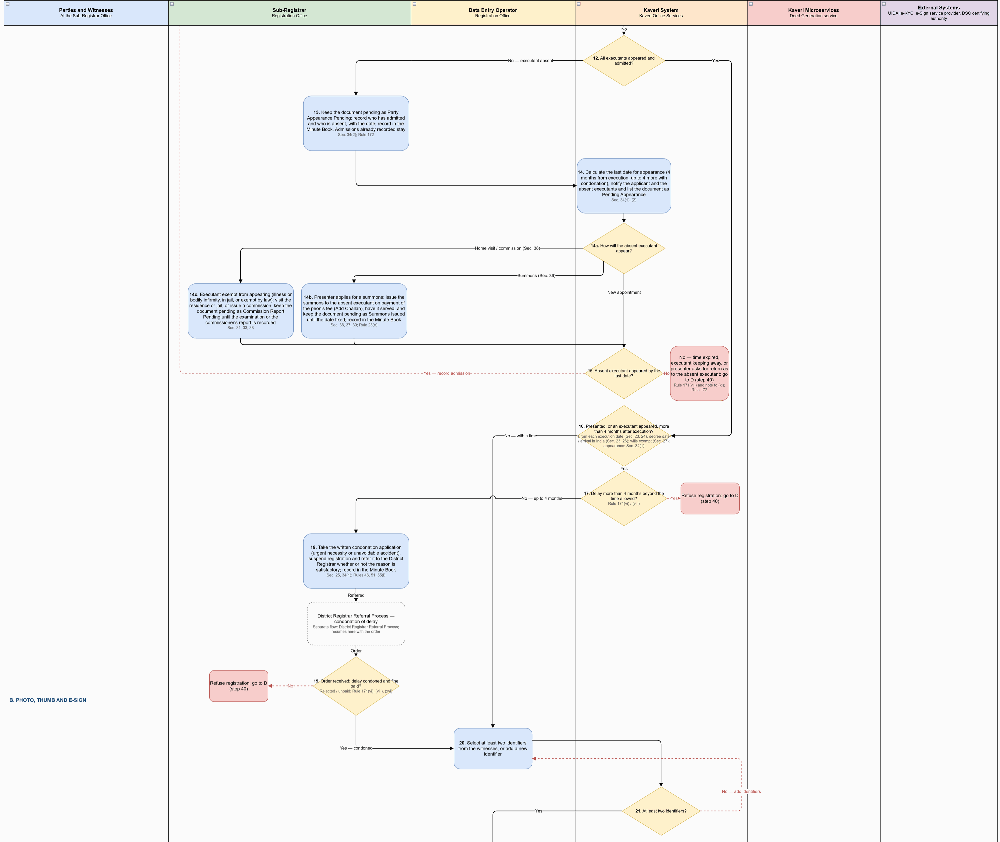 Parties and Witnesses
At the Sub-Registrar Office
Sub-Registrar
Registration Office
Data Entry Operator
Registration Office
Kaveri System
Kaveri Online Services
Kaveri Microservices
Deed Generation service
External Systems
UIDAI e-KYC, e-Sign service provider, DSC certifying
authority
No
12. All executants appeared and
admitted?
No — executant absent
Yes
13. Keep the document pending as Party
Appearance Pending: record who has admitted
and who is absent, with the date; record in the
Minute Book. Admissions already recorded stay
Sec. 34(2); Rule 172
14. Calculate the last date for appearance (4
months from execution; up to 4 more with
condonation), notify the applicant and the
absent executants and list the document as
Pending Appearance
Sec. 34(1), (2)
14a. How will the absent executant
appear?
Home visit / commission (Sec. 38)
Summons (Sec. 36)
New appointment
14c. Executant exempt from appearing (illness or
bodily infirmity, in jail, or exempt by law): visit the
residence or jail, or issue a commission; keep the
document pending as Commission Report
Pending until the examination or the
commissioner's report is recorded
Sec. 31, 33, 38
14b. Presenter applies for a summons: issue the
summons to the absent executant on payment of
the peon's fee (Add Challan), have it served, and
keep the document pending as Summons Issued
until the date fixed; record in the Minute Book
Sec. 36, 37, 39; Rule 23(e)
15. Absent executant appeared by the
last date?
Yes — record admission
No
No — time expired,
executant keeping away, or
presenter asks for return as
to the absent executant: go
to D (step 40)
Rule 171(viii) and note to (xi);
Rule 172
16. Presented, or an executant appeared, more
than 4 months after execution?
From each execution date (Sec. 23, 24); decree date
/ arrival in India (Sec. 23, 26); wills exempt (Sec. 27);
appearance: Sec. 34(1)
No — within time
Yes
17. Delay more than 4 months beyond the
time allowed?
Rule 171(vi) / (viii)
No — up to 4 months
Yes
Refuse registration: go to D
(step 40)
18. Take the written condonation application
(urgent necessity or unavoidable accident),
suspend registration and refer it to the District
Registrar whether or not the reason is
satisfactory; record in the Minute Book
Sec. 25, 34(1); Rules 46, 51, 55(i)
Referred
District Registrar Referral Process —
condonation of delay
Separate flow: District Registrar Referral Process;
resumes here with the order
Order
19. Order received: delay condoned and fine
paid?
Rejected / unpaid: Rule 171(vi), (viii), (xvi)
No
Refuse registration: go to D
(step 40)
B. PHOTO, THUMB AND E-SIGN
Yes — condoned
20. Select at least two identifiers
from the witnesses, or add a new
identifier
No — add identifiers
21. At least two identifiers?
Yes